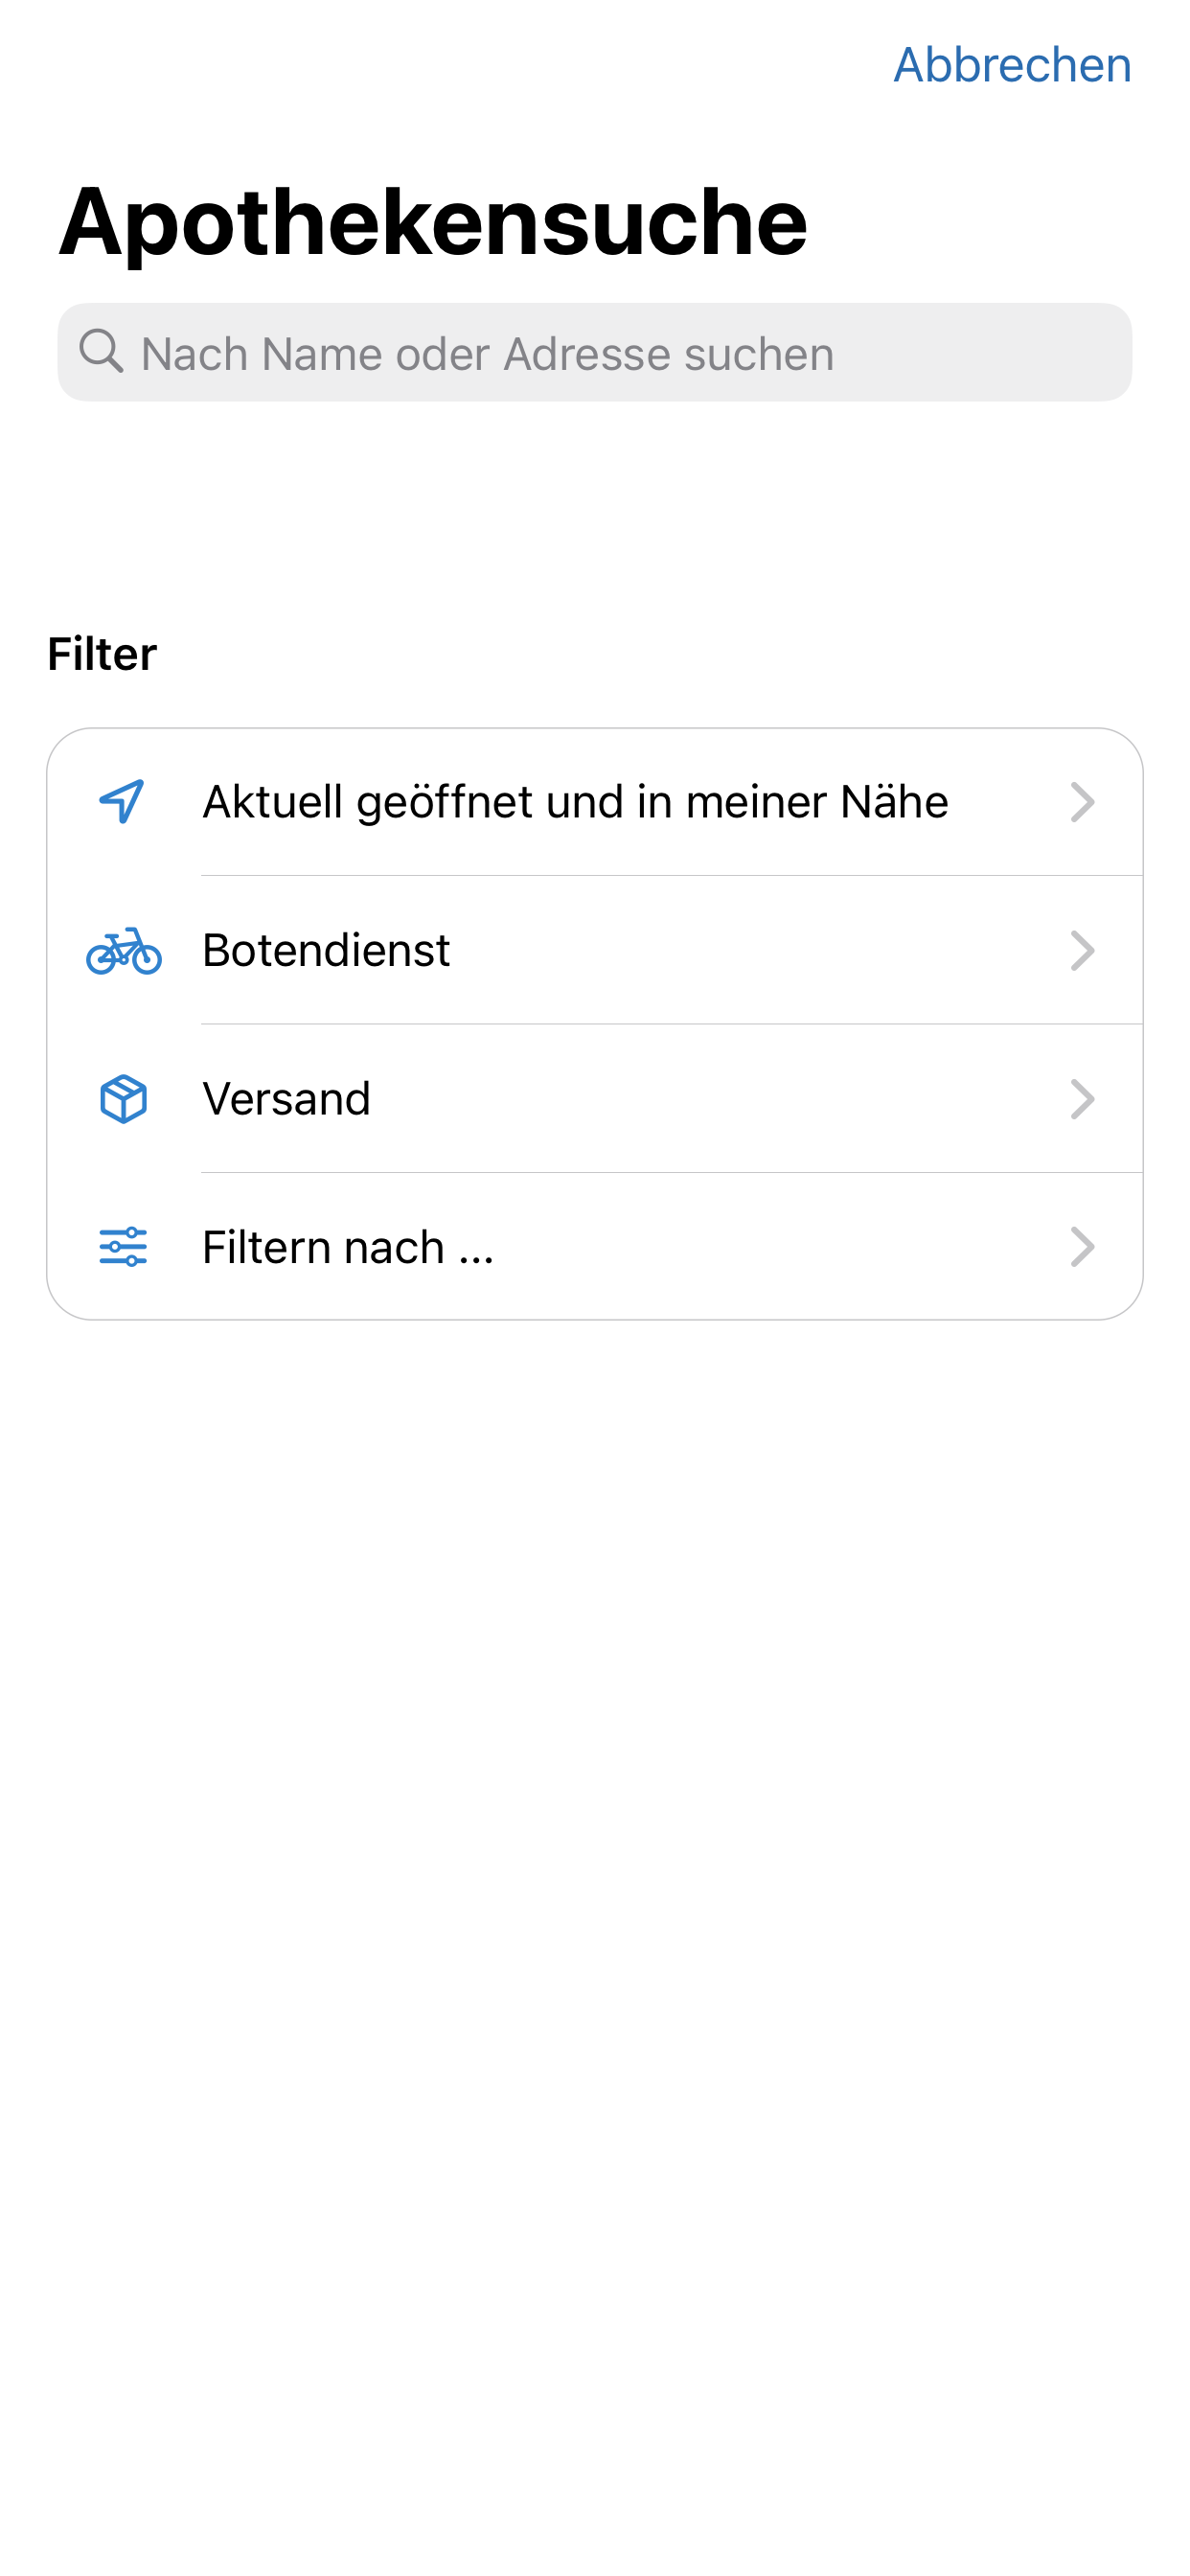 Abbrechen
Apothekensuche
Nach Name oder Adresse suchen
Filter
Aktuell geöffnet und in meiner Nähe
Botendienst
Versand
Filtern nach ...